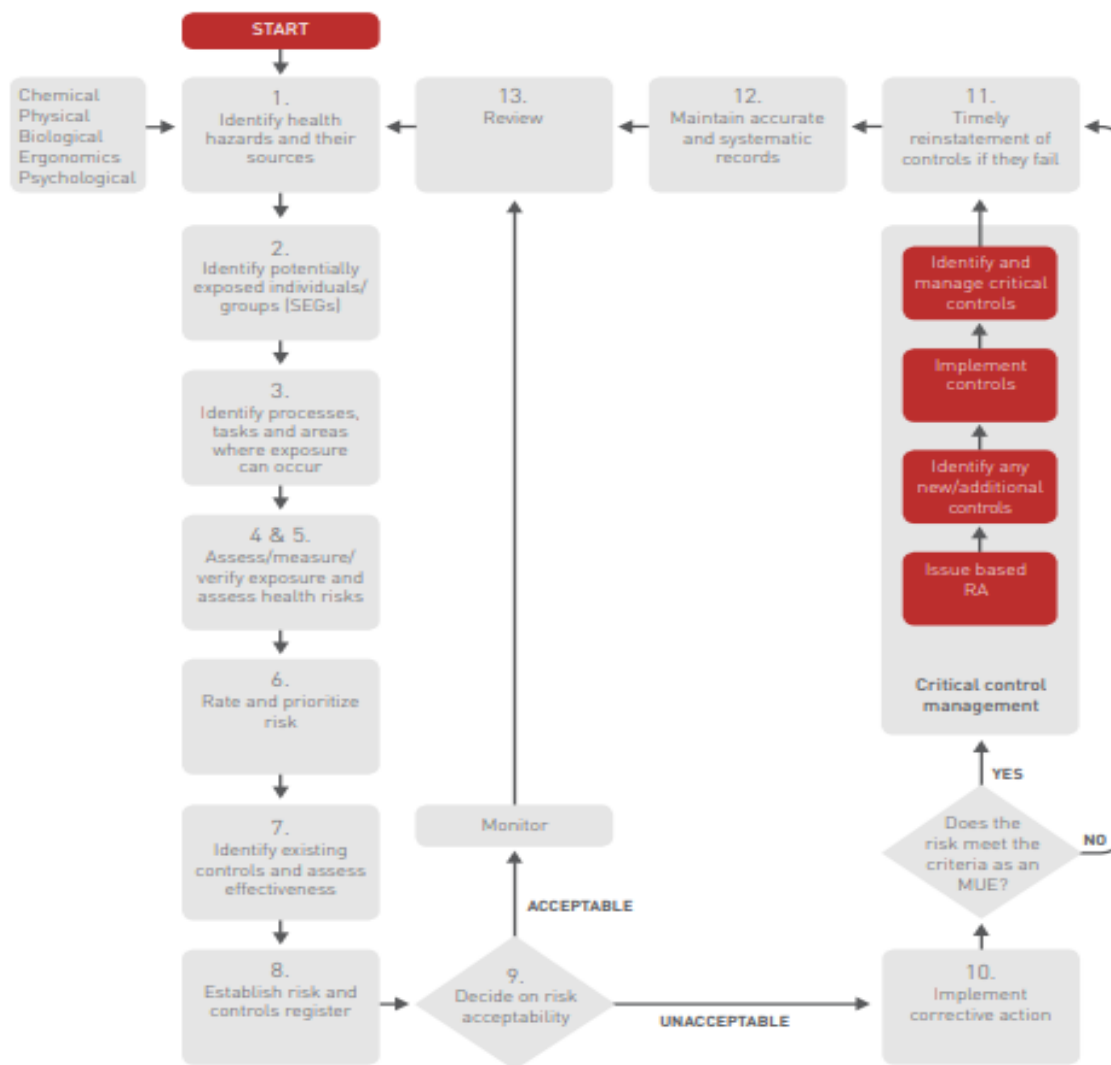 START
Chemical
Physical
Biological
Ergonomics
Psychological
1.
Identify health
hazards and their
sources
13.
Review
12.
Maintain accurate
and systematic
records
11.
Timely
reinstatement of
controls if they fail
2.
Identify potentially
exposed individuals/
groups (SEGs)
3.
Identify processes,
tasks and areas
where exposure
can occur
4 & 5.
Assess/measure/
verify exposure and
assess health risks
6.
Rate and prioritize
risk
7.
Identify existing
controls and assess
effectiveness
8.
Establish risk and
controls register
9.
Decide on risk
acceptability
ACCEPTABLE
Monitor
UNACCEPTABLE
10.
Implement
corrective action
Does the
risk meet the
criteria as an
MUE?
YES
NO
Critical control
management
Issue based
RA
Identify any
new/additional
controls
Implement
controls
Identify and
manage critical
controls